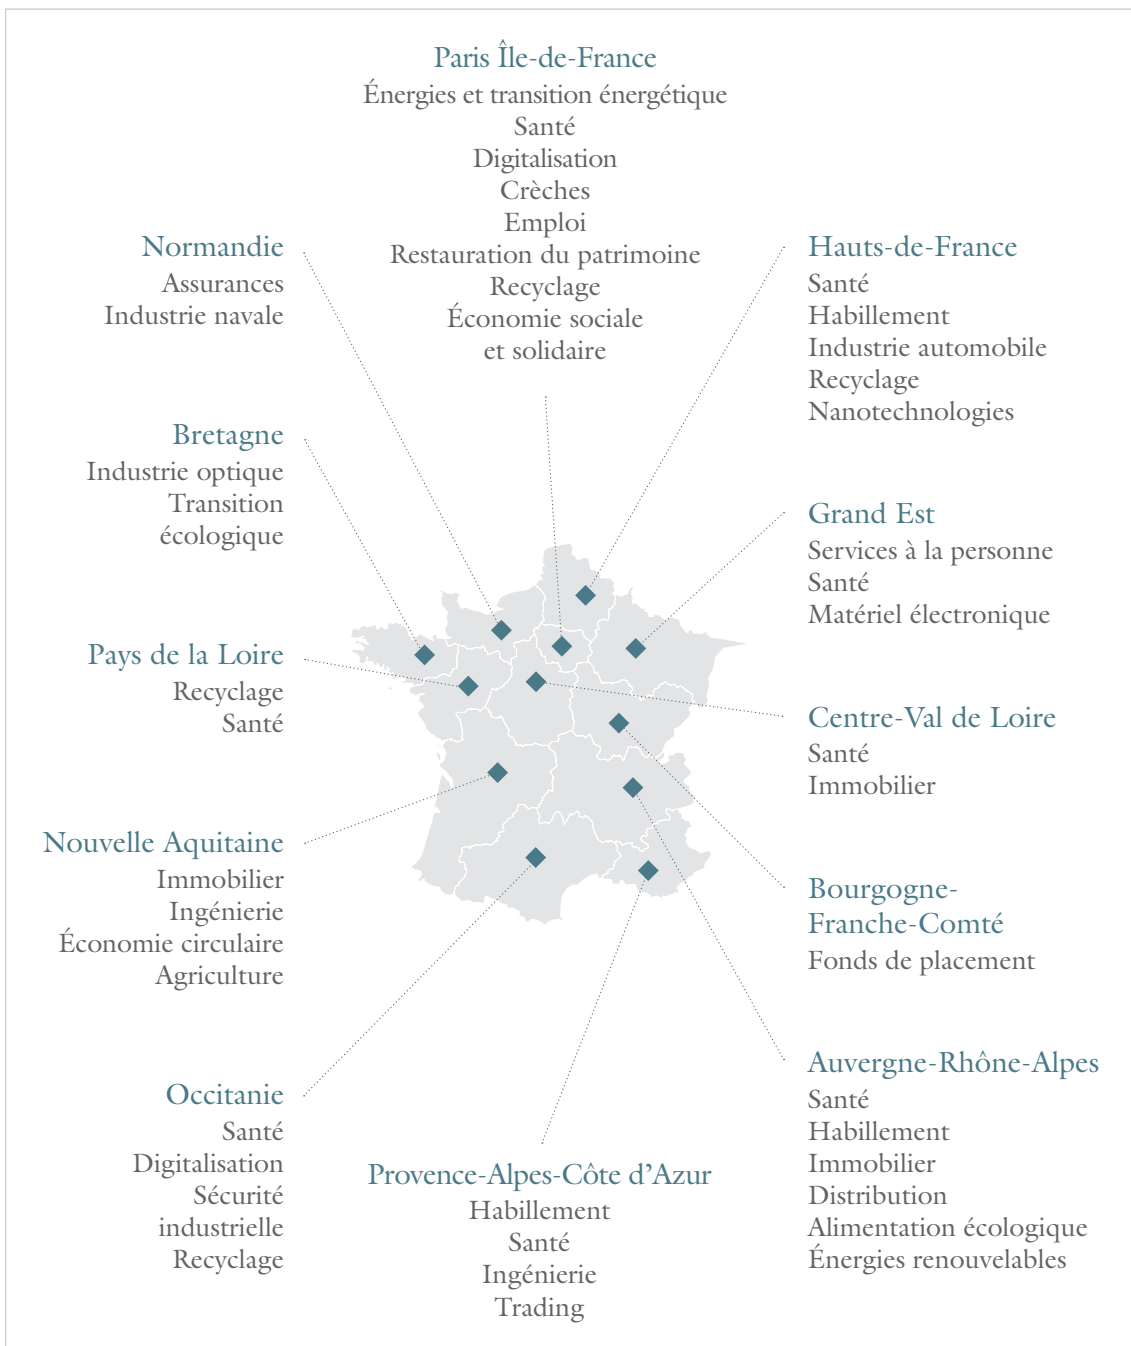 Paris Île-de-France
Énergies et transition énergétique
Santé
Digitalisation
Crèches
Emploi
Restauration du patrimoine
Recyclage
Économie sociale
et solidaire
Normandie
Assurances
Industrie navale
Bretagne
Industrie optique
Transition
écologique
Pays de la Loire
Recyclage
Santé
Nouvelle Aquitaine
Immobilier
Ingénierie
Économie circulaire
Agriculture
Occitanie
Santé
Digitalisation
Sécurité
industrielle
Recyclage
Provence-Alpes-Côte d’Azur
Habillement
Santé
Ingénierie
Trading
Hauts-de-France
Santé
Habillement
Industrie automobile
Recyclage
Nanotechnologies
Grand Est
Services à la personne
Santé
Matériel électronique
Centre-Val de Loire
Santé
Immobilier
Bourgogne-
Franche-Comté
Fonds de placement
Auvergne-Rhône-Alpes
Santé
Habillement
Immobilier
Distribution
Alimentation écologique
Énergies renouvelables